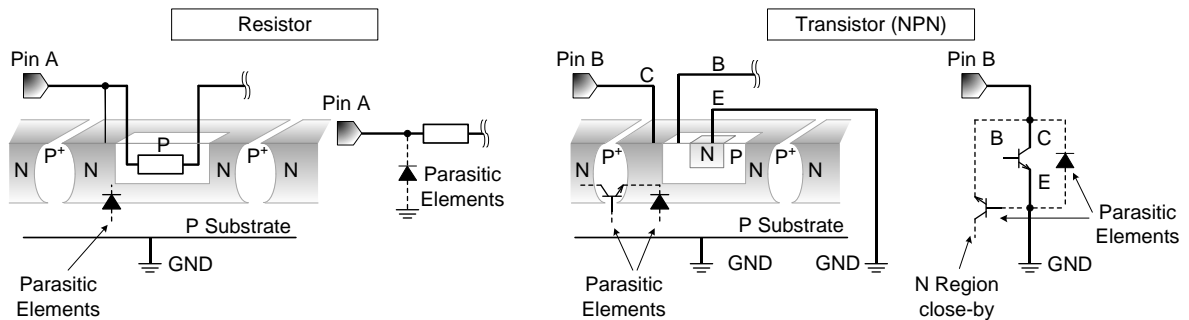 Resistor
Transistor (NPN)
Pin A
Pin A
N
P+
N
P
N
P+
N
Parasitic
Elements
P Substrate
GND
Parasitic
Elements
Pin B
C
B
E
N
P+
N
N
P
N
P+
N
P Substrate
GND
GND
Parasitic
Elements
Pin B
B
C
E
Parasitic
Elements
GND
N Region
close-by